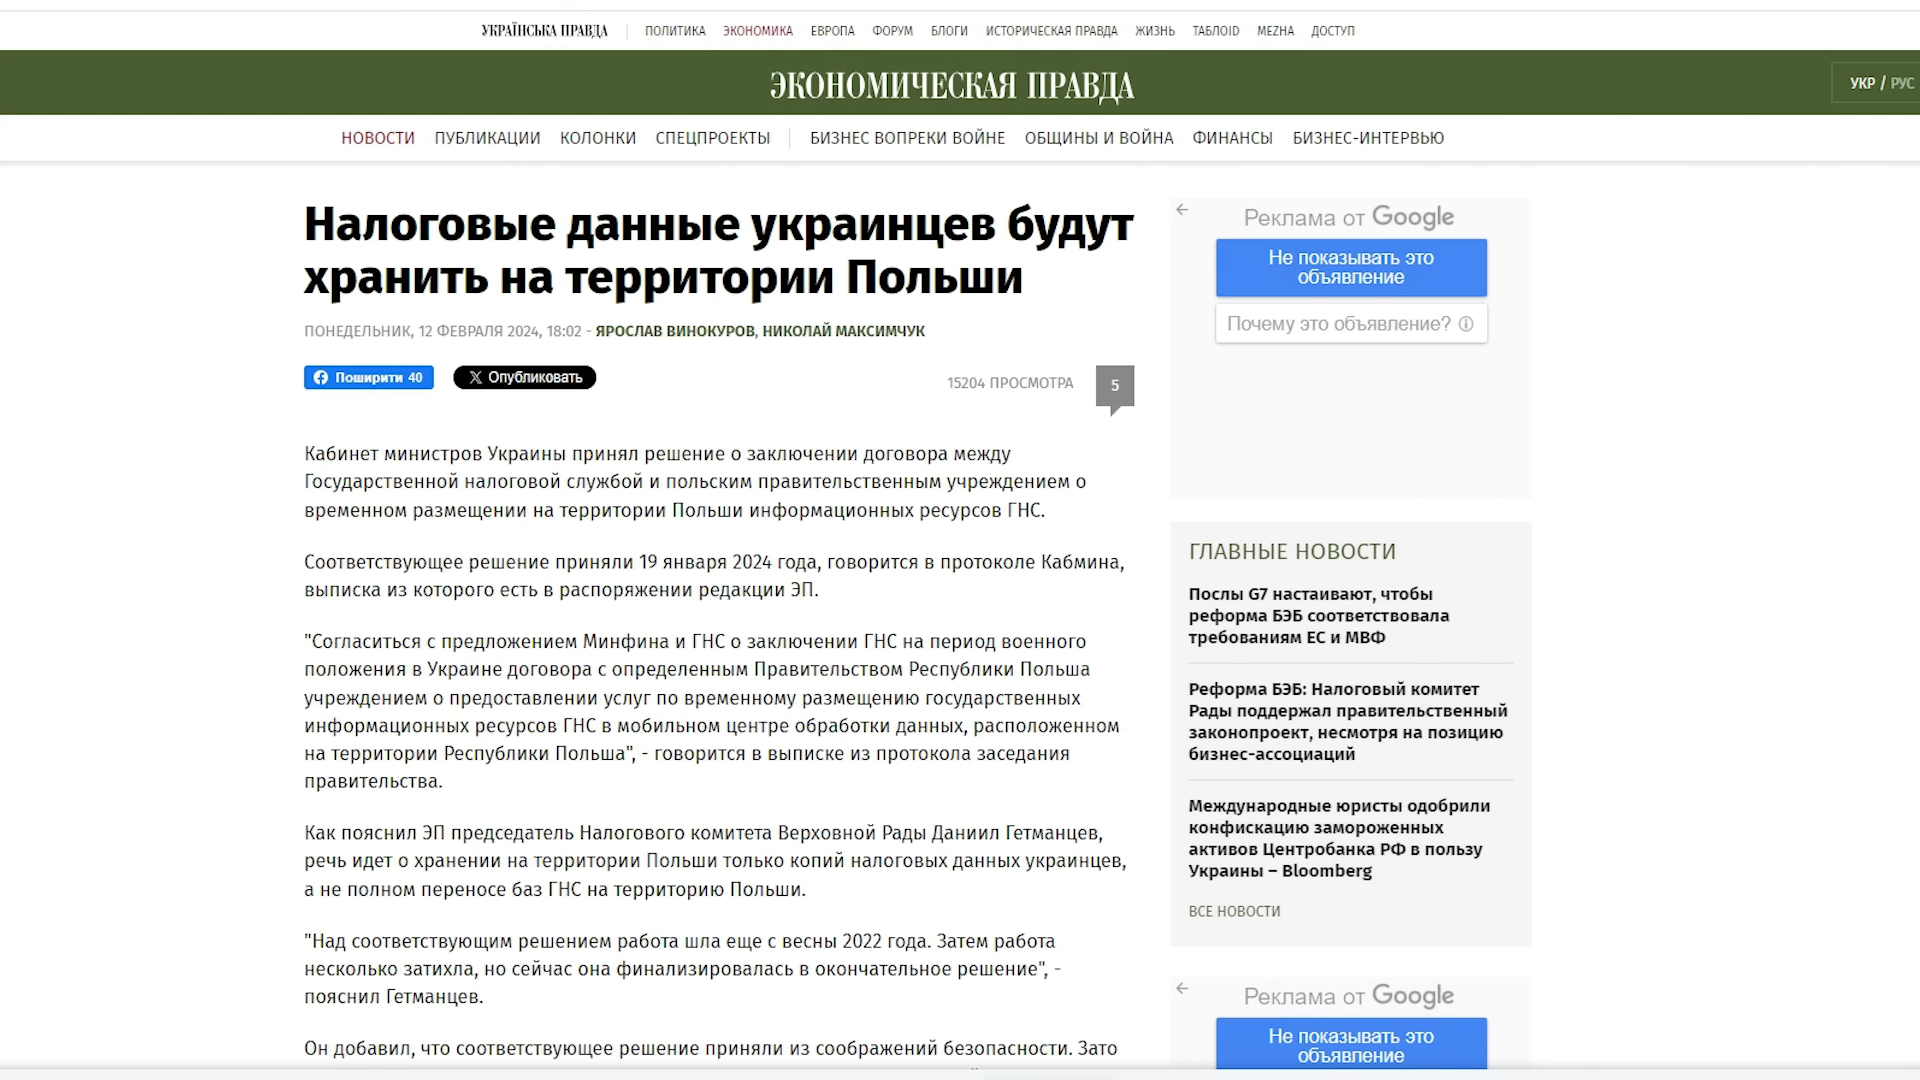 УКРАЇНСЬКА ПРАВДА
ПОЛИТИКА ЭКОНОМИКА ЕВРОПА ФОРУМ БЛОГИ ИСТОРИЧЕСКАЯ ПРАВДА ЖИЗНЬ ТАБЛОID MEZHA ДОСТУП
ЭКОНОМИЧЕСКАЯ ПРАВДА
УКР / РУС
НОВОСТИ ПУБЛИКАЦИИ КОЛОНКИ СПЕЦПРОЕКТЫ БИЗНЕС ВОПРЕКИ ВОЙНЕ ОБЩИНЫ И ВОЙНА ФИНАНСЫ БИЗНЕС-ИНТЕРВЬЮ
Налоговые данные украинцев будут
хранить на территории Польши
ПОНЕДЕЛЬНИК, 12 ФЕВРАЛЯ 2024, 18:02 - ЯРОСЛАВ ВИНОКУРОВ, НИКОЛАЙ МАКСИМЧУК
Поширити 40
Опубликовать
15204 ПРОСМОТРА
5
Кабинет министров Украины принял решение о заключении договора между
Государственной налоговой службой и польским правительственным учреждением о
временном размещении на территории Польши информационных ресурсов ГНС.
Соответствующее решение приняли 19 января 2024 года, говорится в протоколе Кабмина,
выписка из которого есть в распоряжении редакции ЭП.
"Согласиться с предложением Минфина и ГНС о заключении ГНС на период военного
положения в Украине договора с определенным Правительством Республики Польша
учреждением о предоставлении услуг по временному размещению государственных
информационных ресурсов ГНС в мобильном центре обработки данных, расположенном
на территории Республики Польша", - говорится в выписке из протокола заседания
правительства.
Как пояснил ЭП председатель Налогового комитета Верховной Рады Даниил Гетманцев,
речь идет о хранении на территории Польши только копий налоговых данных украинцев,
а не полном переносе баз ГНС на территорию Польши.
"Над соответствующим решением работа шла еще с весны 2022 года. Затем работа
несколько затихла, но сейчас она финализировалась в окончательное решение", -
пояснил Гетманцев.
Он добавил, что соответствующее решение приняли из соображений безопасности. Зато
Реклама от Google
Не показывать это
объявление
Почему это объявление?
ГЛАВНЫЕ НОВОСТИ
Послы G7 настаивают, чтобы
реформа БЭБ соответствовала
требованиям ЕС и МВФ
Реформа БЭБ: Налоговый комитет
Рады поддержал правительственный
законопроект, несмотря на позицию
бизнес-ассоциаций
Международные юристы одобрили
конфискацию замороженных
активов Центробанка РФ в пользу
Украины – Bloomberg
ВСЕ НОВОСТИ
Реклама от Google
Не показывать это
объявление